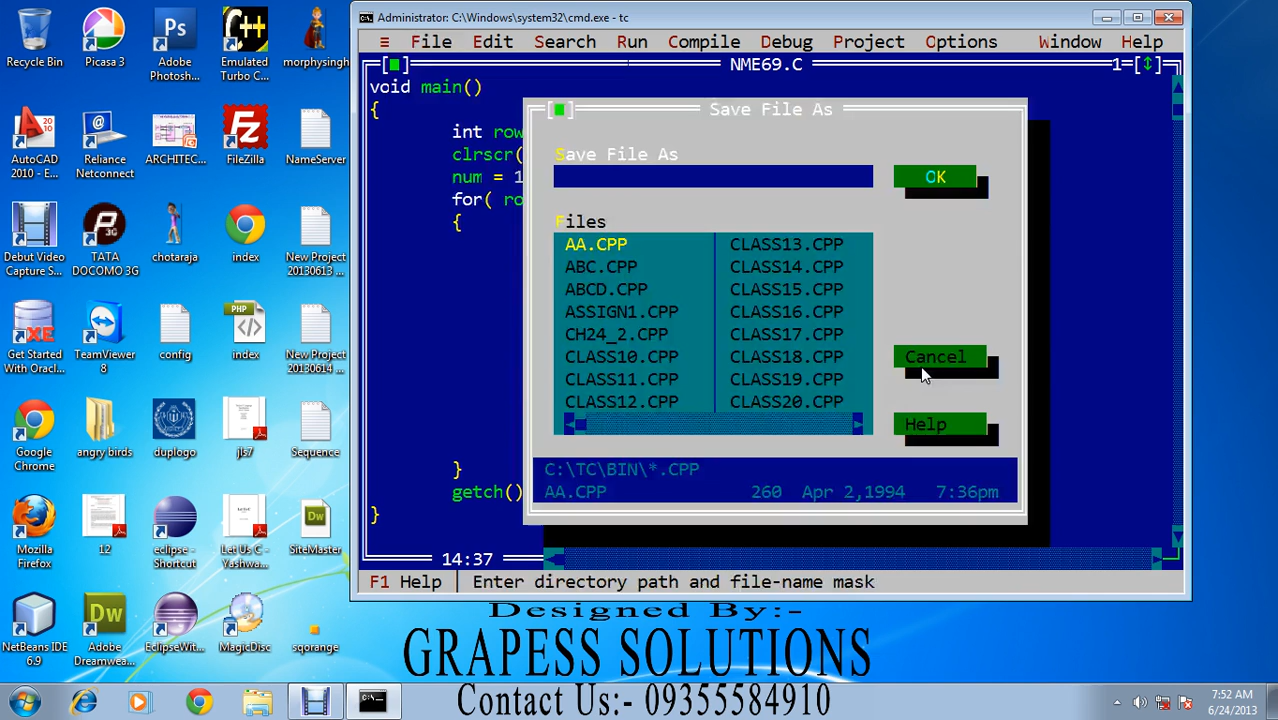 Administrator: C:\Windows\system32\cmd.exe - tc
≡ File Edit Search Run Compile Debug Project Options Window Help
NME69.C
1=[↕]
void main()
{
int row
clrscr(
num = 1
for( ro
{
}
getch()
}
14:37
Save File As
Save File As
OK
Files
AA.CPP CLASS13.CPP
ABC.CPP CLASS14.CPP
ABCD.CPP CLASS15.CPP
ASSIGN1.CPP CLASS16.CPP
CH24_2.CPP CLASS17.CPP
CLASS10.CPP CLASS18.CPP
CLASS11.CPP CLASS19.CPP
CLASS12.CPP CLASS20.CPP
Cancel
Help
C:\TC\BIN\*.CPP
AA.CPP 260 Apr 2,1994 7:36pm
F1 Help │ Enter directory path and file-name mask
Recycle Bin
Picasa 3
Adobe Photosh...
Emulated Turbo C...
morphysingh
AutoCAD 2010 - E...
Reliance Netconnect
ARCHITEC...
FileZilla
NameServer
Debut Video Capture S...
TATA DOCOMO 3G
chotaraja
index
New Project 20130613 ...
Get Started With Oracl...
TeamViewer 8
config
index
New Project 20130614 ...
Google Chrome
angry birds
duplogo
jls7
Sequence
Mozilla Firefox
12
eclipse - Shortcut
Let Us C - Yashwa...
SiteMaster
NetBeans IDE 6.9
Adobe Dreamwea...
EclipseWit...
MagicDisc
sqorange
Designed By:-
GRAPESS SOLUTIONS
Contact Us:- 09355584910
7:52 AM
6/24/2013